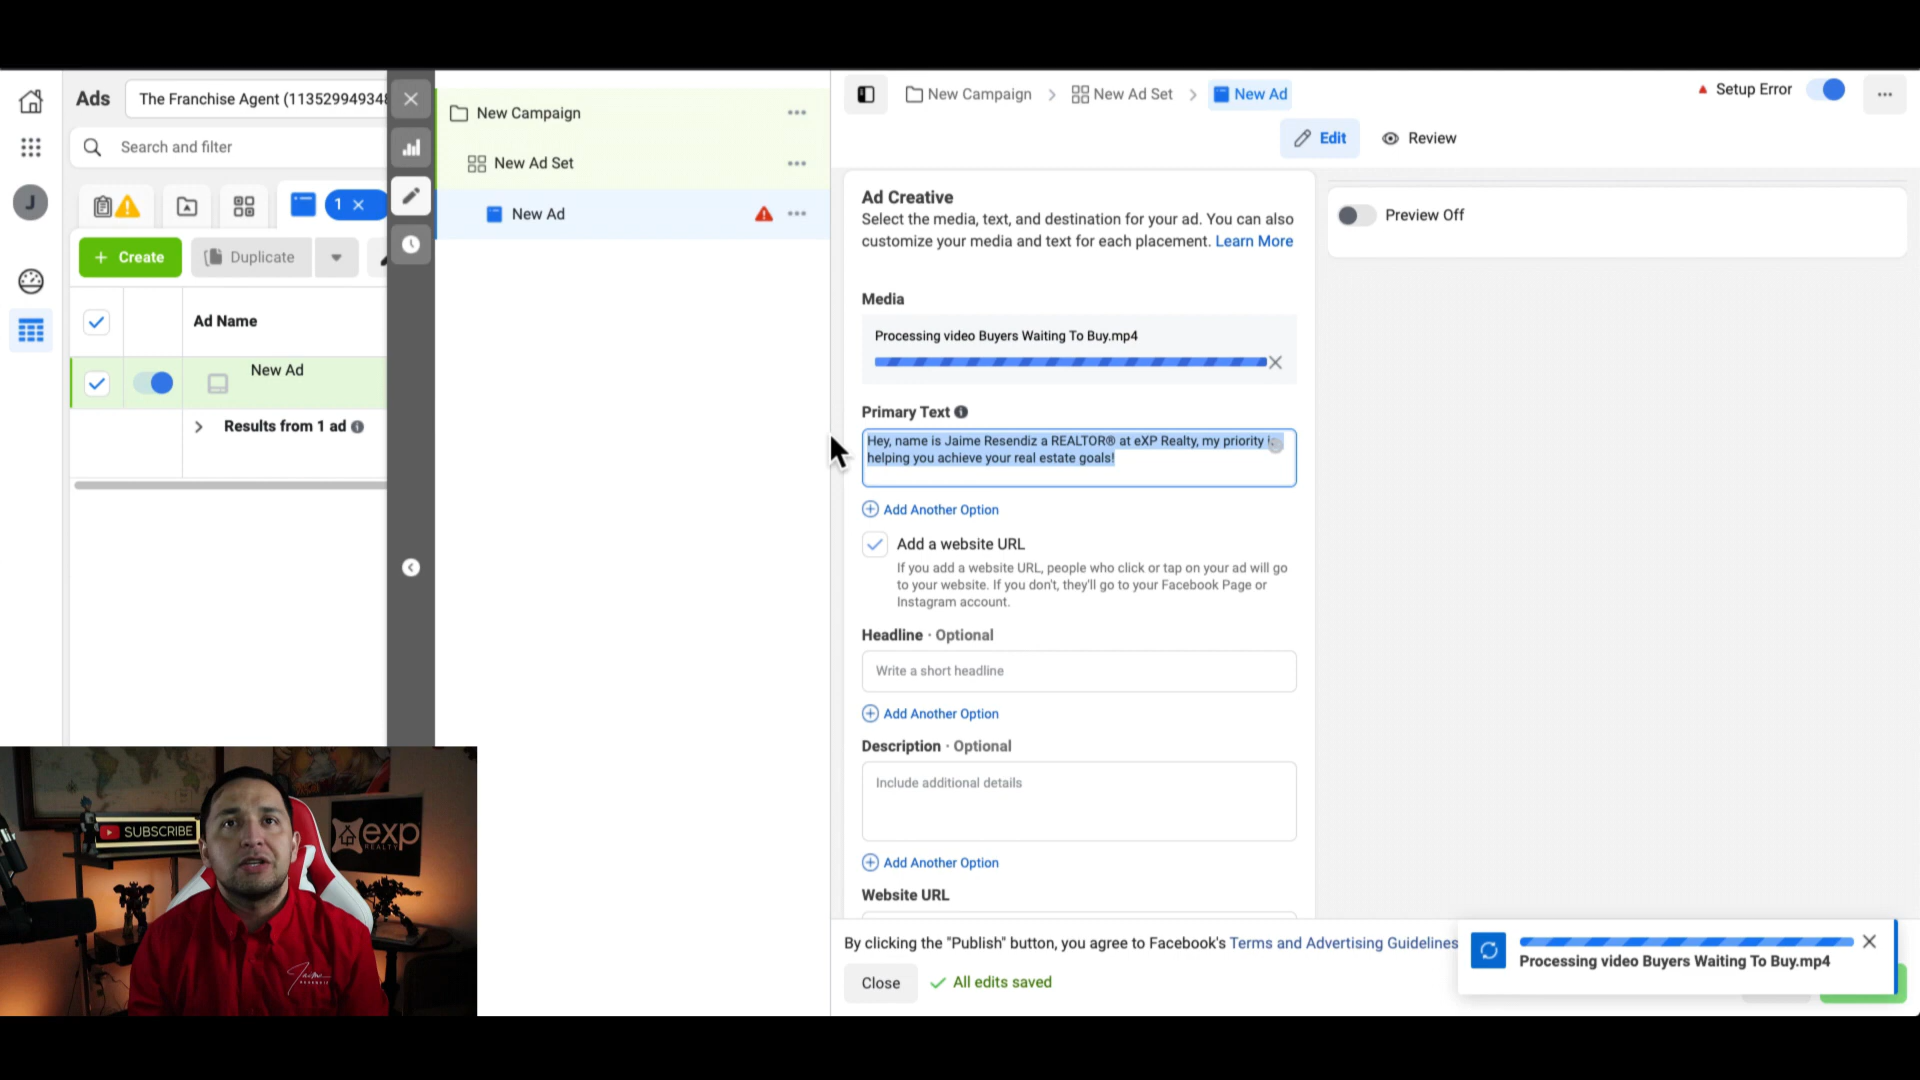 Ads
The Franchise Agent (11352994934
Search and filter
J
1
+ Create
Duplicate
Ad Name
New Ad
Results from 1 ad
New Campaign
New Ad Set
New Ad
New Campaign
New Ad Set
New Ad
Setup Error
Edit
Review
Ad Creative
Select the media, text, and destination for your ad. You can also
customize your media and text for each placement. Learn More
Media
Processing video Buyers Waiting To Buy.mp4
Primary Text
Hey, name is Jaime Resendiz a REALTOR® at eXP Realty, my priority
helping you achieve your real estate goals!
Add Another Option
Add a website URL
If you add a website URL, people who click or tap on your ad will go
to your website. If you don't, they'll go to your Facebook Page or
Instagram account.
Headline · Optional
Write a short headline
Add Another Option
Description · Optional
Include additional details
Add Another Option
Website URL
Preview Off
By clicking the "Publish" button, you agree to Facebook's Terms and Advertising Guidelines
Close
All edits saved
Processing video Buyers Waiting To Buy.mp4
SUBSCRIBE
exp
REALTY
Jaime